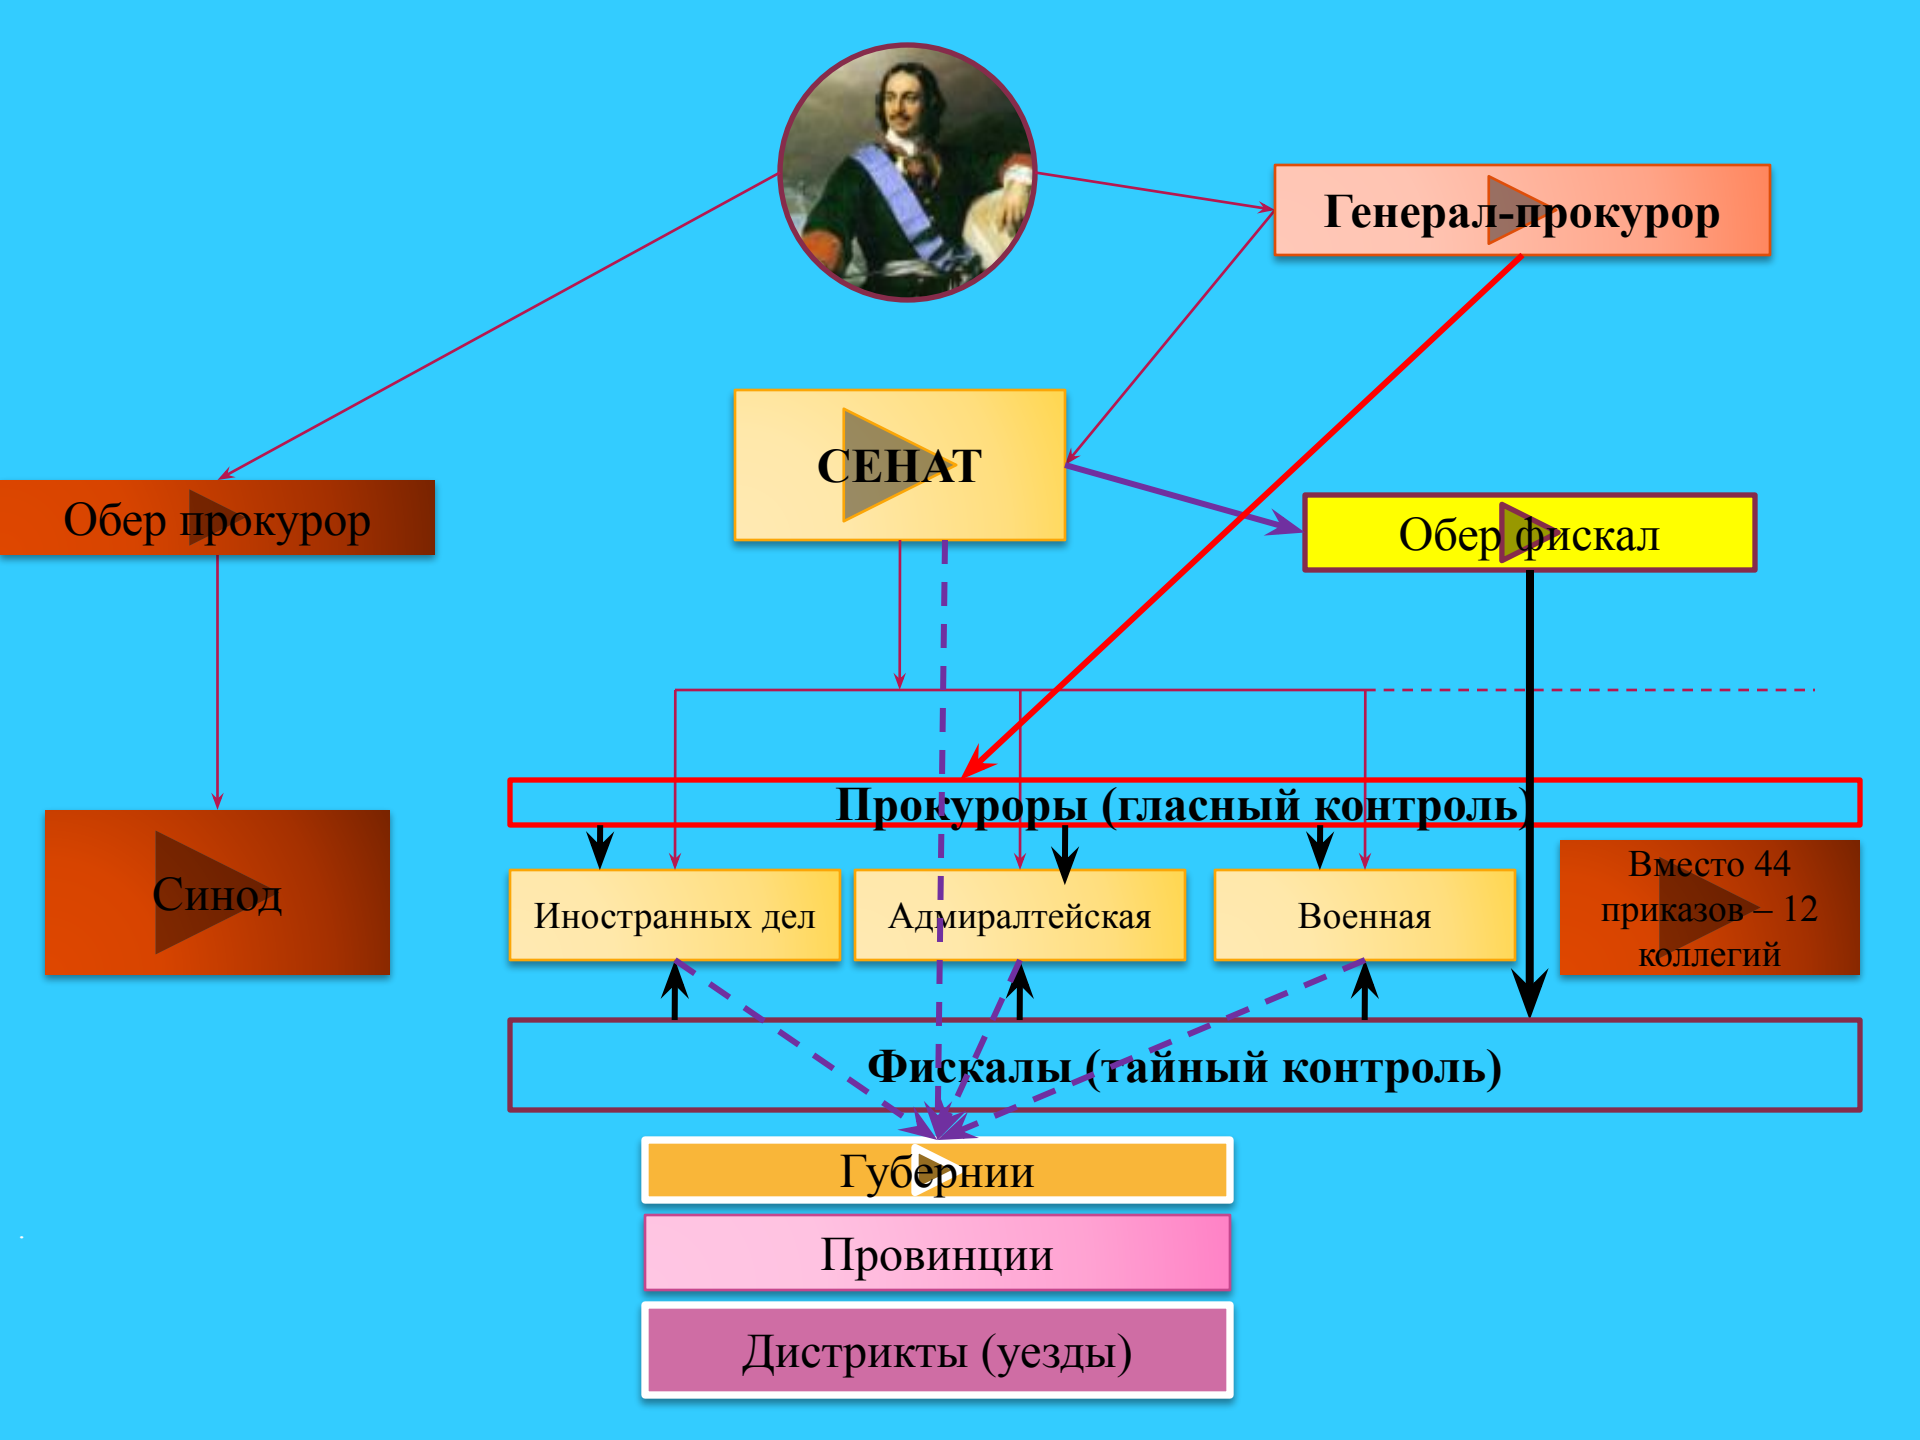 Генерал-прокурор
СЕНАТ
Обер прокурор
Обер фискал
Прокуроры (гласный контроль)
Синод
Иностранных дел
Адмиралтейская
Военная
Вместо 44
приказов – 12
коллегий
Фискалы (тайный контроль)
Губернии
Провинции
Дистрикты (уезды)